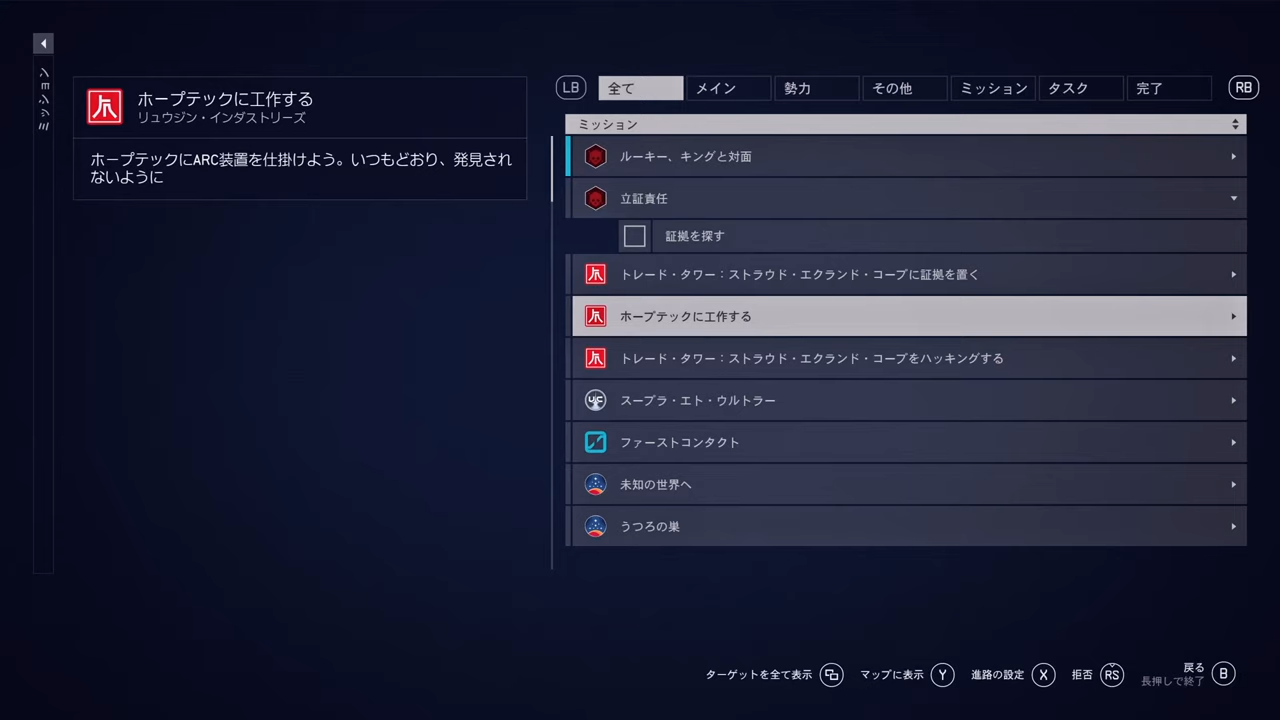 ミッション
ホープテックに工作する
リュウジン・インダストリーズ
ホープテックにARC装置を仕掛けよう。いつもどおり、発見され
ないように
LB 全て メイン 勢力 その他 ミッション タスク 完了 RB
ミッション
ルーキー、キングと対面
立証責任
証拠を探す
トレード・タワー：ストラウド・エクランド・コープに証拠を置く
ホープテックに工作する
トレード・タワー：ストラウド・エクランド・コープをハッキングする
UC スープラ・エト・ウルトラー
ファーストコンタクト
未知の世界へ
うつろの巣
ターゲットを全て表示 マップに表示 Y 進路の設定 X 拒否 RS 戻る B
長押しで終了